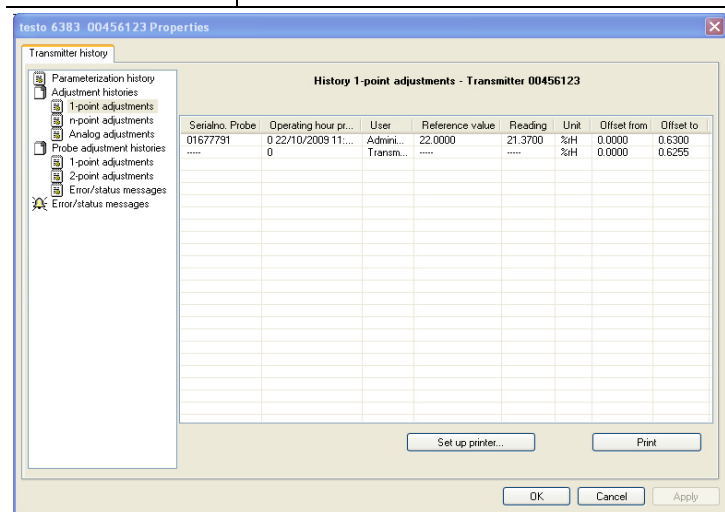 testo 6383 00456123 Properties
Transmitter history
Parameterization history
Adjustment histories
1-point adjustments
n-point adjustments
Analog adjustments
Probe adjustment histories
1-point adjustments
2-point adjustments
Error/status messages
Error/status messages
History 1-point adjustments - Transmitter 00456123
Serialno. Probe Operating hour pr... User Reference value Reading Unit Offset from Offset to
01677791 0 22/10/2009 11:... Admini... 22.0000 21.3700 %rH 0.0000 0.6300
----- 0 Transm... ----- ----- %rH 0.0000 0.6255
Set up printer... Print
OK Cancel Apply